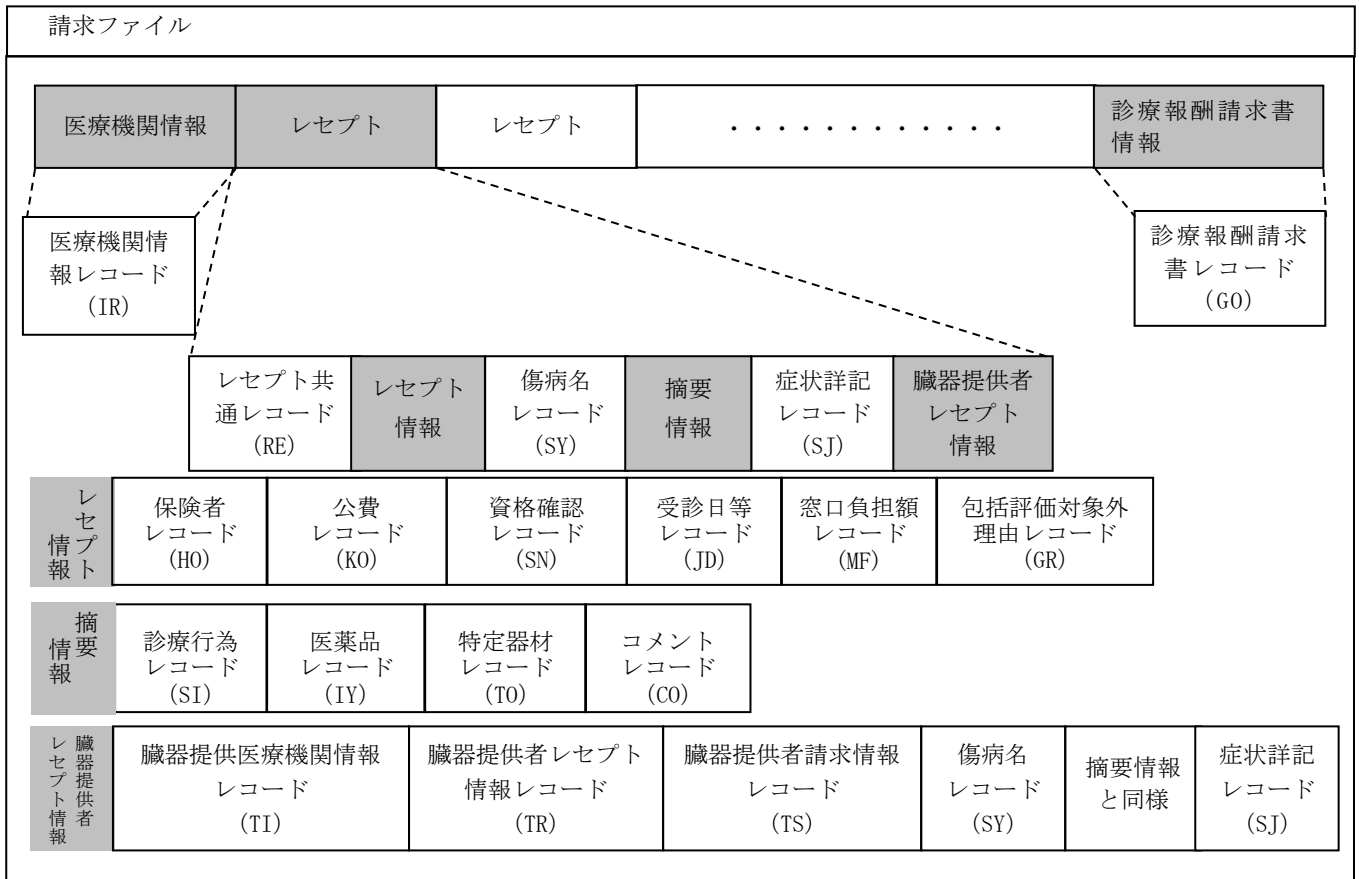 請求ファイル
医療機関情報
レセプト
レセプト
・・・・・・・・・・・・
診療報酬請求書
情報
医療機関情
報レコード
(IR)
診療報酬請求
書レコード
(GO)
レセプト共
通レコード
(RE)
レセプト
情報
傷病名
レコード
(SY)
摘要
情報
症状詳記
レコード
(SJ)
臓器提供者
レセプト
情報
レセプト
情報
保険者
レコード
(HO)
公費
レコード
(KO)
資格確認
レコード
(SN)
受診日等
レコード
(JD)
窓口負担額
レコード
(MF)
包括評価対象外
理由レコード
(GR)
摘要
情報
診療行為
レコード
(SI)
医薬品
レコード
(IY)
特定器材
レコード
(TO)
コメント
レコード
(CO)
臓器提供者
レセプト情報
臓器提供医療機関情報
レコード
(TI)
臓器提供者レセプト
情報レコード
(TR)
臓器提供者請求情報
レコード
(TS)
傷病名
レコード
(SY)
摘要情報
と同様
症状詳記
レコード
(SJ)